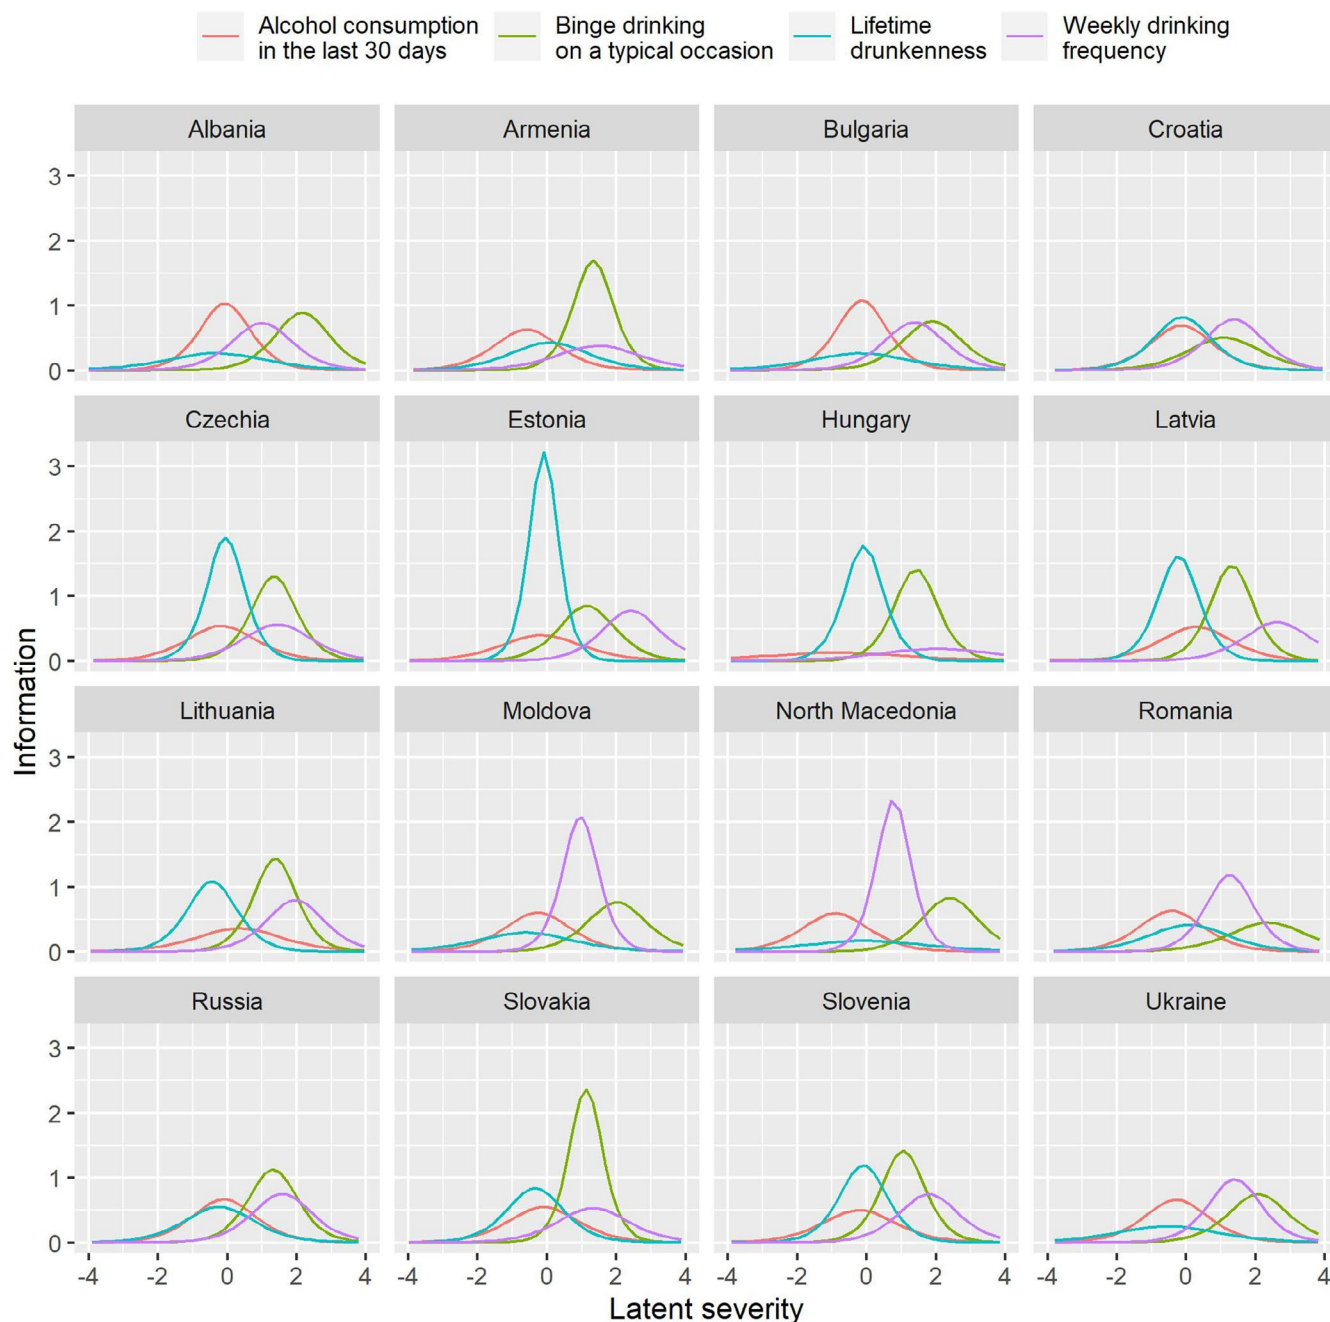 Alcohol consumption
in the last 30 days
Binge drinking
on a typical occasion
Lifetime
drunkenness
Weekly drinking
frequency
Albania Armenia Bulgaria Croatia
3
2
1
0
Czechia Estonia Hungary Latvia
3
2
1
0
Information
Lithuania Moldova North Macedonia Romania
3
2
1
0
Russia Slovakia Slovenia Ukraine
3
2
1
0
-4 -2 0 2 4 -4 -2 0 2 4 -4 -2 0 2 4 -4 -2 0 2 4
Latent severity